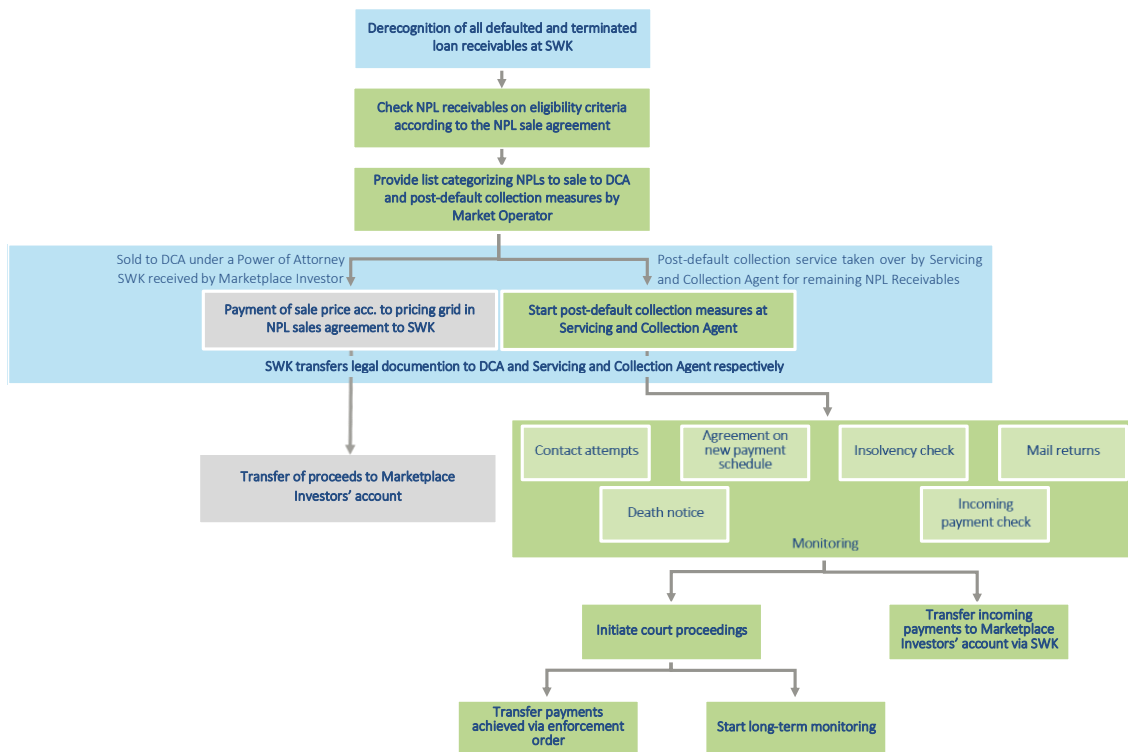 Derecognition of all defaulted and terminated
loan receivables at SWK
Check NPL receivables on eligibility criteria
according to the NPL sale agreement
Provide list categorizing NPLs to sale to DCA
and post-default collection measures by
Market Operator
Sold to DCA under a Power of Attorney
SWK received by Marketplace Investor
Post-default collection service taken over by Servicing
and Collection Agent for remaining NPL Receivables
Payment of sale price acc. to pricing grid in
NPL sales agreement to SWK
Start post-default collection measures at
Servicing and Collection Agent
SWK transfers legal documention to DCA and Servicing and Collection Agent respectively
Transfer of proceeds to Marketplace
Investors’ account
Contact attempts
Agreement on
new payment
schedule
Insolvency check
Mail returns
Death notice
Incoming
payment check
Monitoring
Initiate court proceedings
Transfer incoming
payments to Marketplace
Investors’ account via SWK
Transfer payments
achieved via enforcement
order
Start long-term monitoring